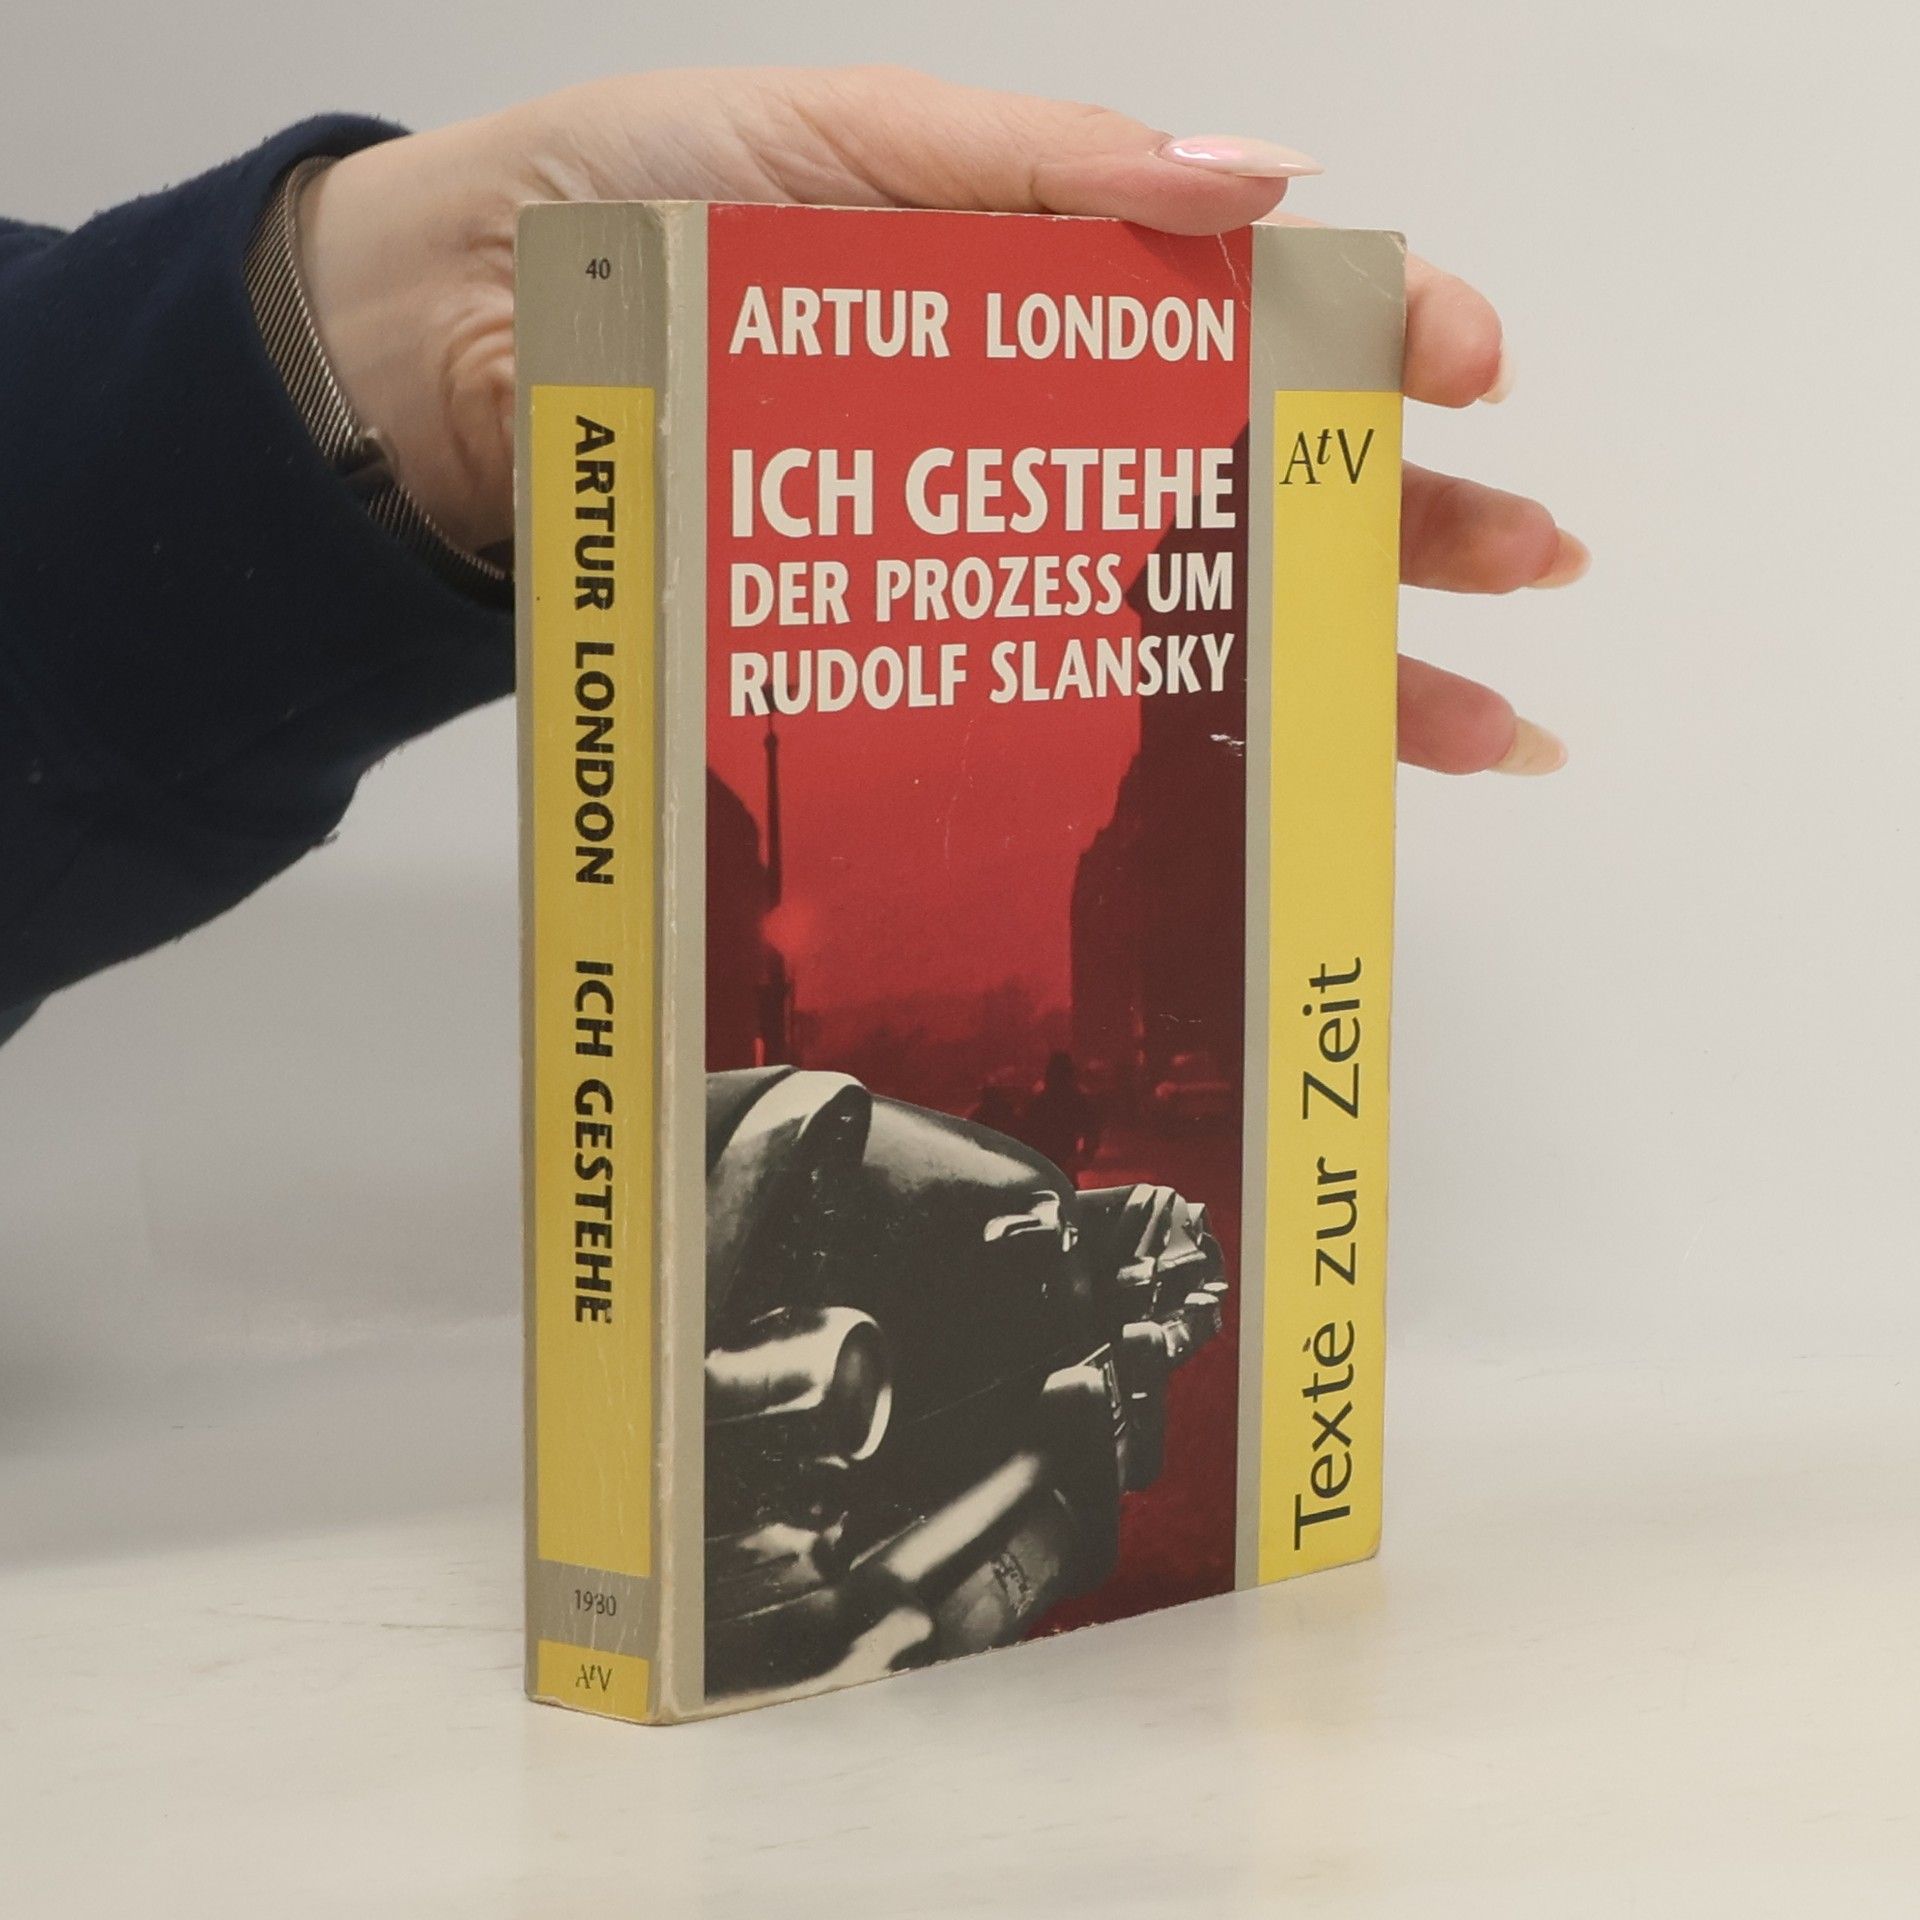 40
ARTUR LONDON ICH GESTEHE
1980
AtV
ARTUR LONDON
ICH GESTEHE
DER PROZESS UM
RUDOLF SLANSKY
AtV
Texte zur Zeit